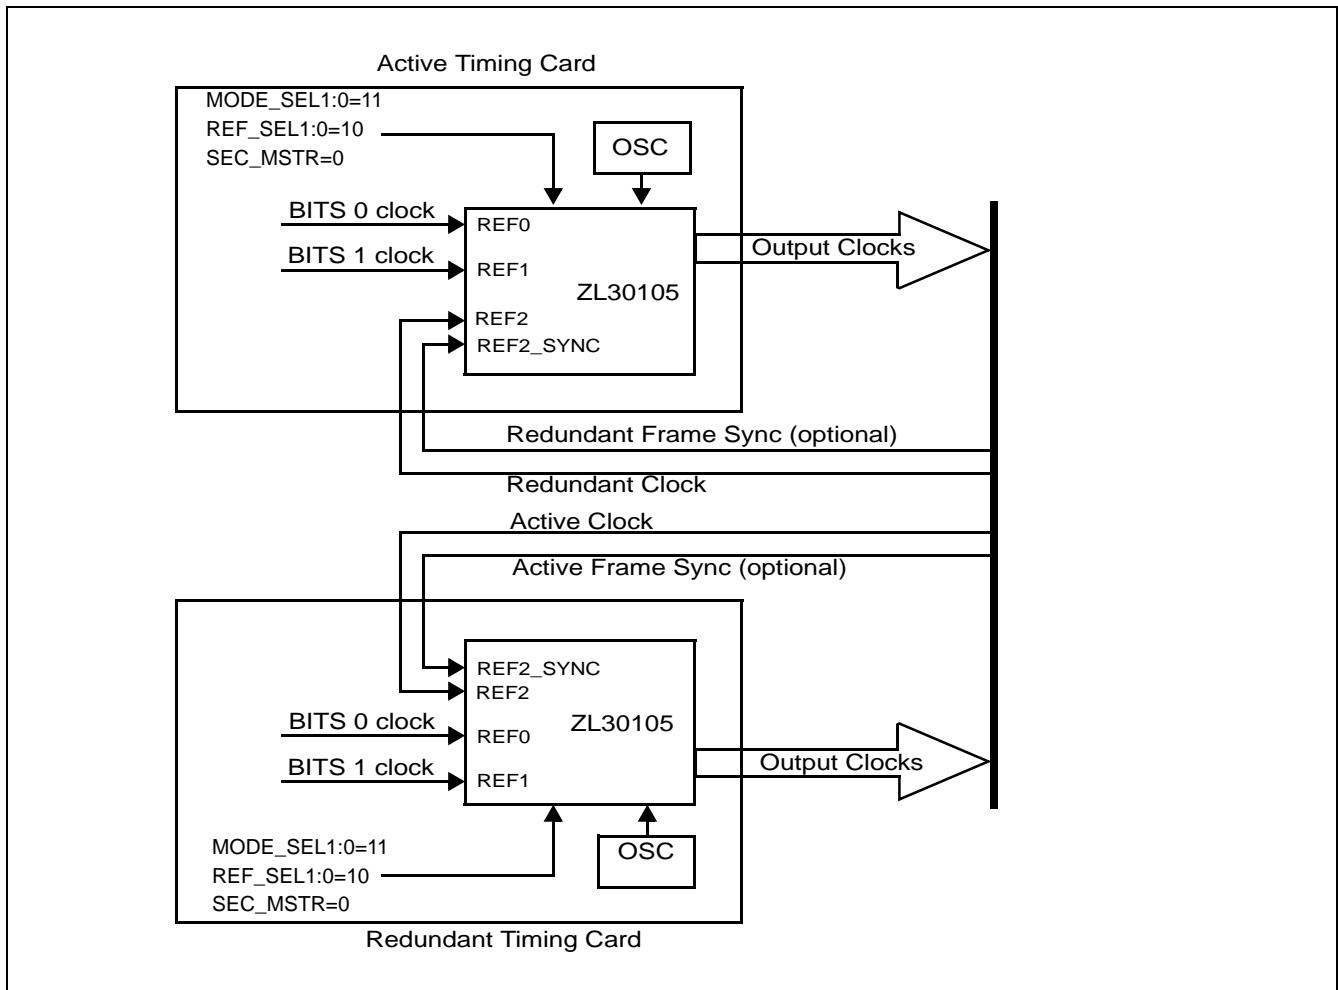 Active Timing Card
MODE_SEL1:0=11
REF_SEL1:0=10
SEC_MSTR=0
OSC
BITS 0 clock
REF0
BITS 1 clock
REF1
Output Clocks
ZL30105
REF2
REF2_SYNC
Redundant Frame Sync (optional)
Redundant Clock
Active Clock
Active Frame Sync (optional)
REF2_SYNC
REF2
BITS 0 clock
REF0
ZL30105
BITS 1 clock
REF1
Output Clocks
MODE_SEL1:0=11
REF_SEL1:0=10
SEC_MSTR=0
OSC
Redundant Timing Card